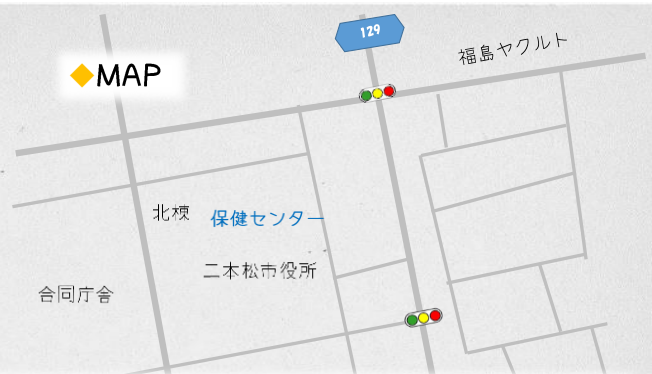 129
福島ヤクルト
◆MAP
北棟
保健センター
二本松市役所
合同庁舎